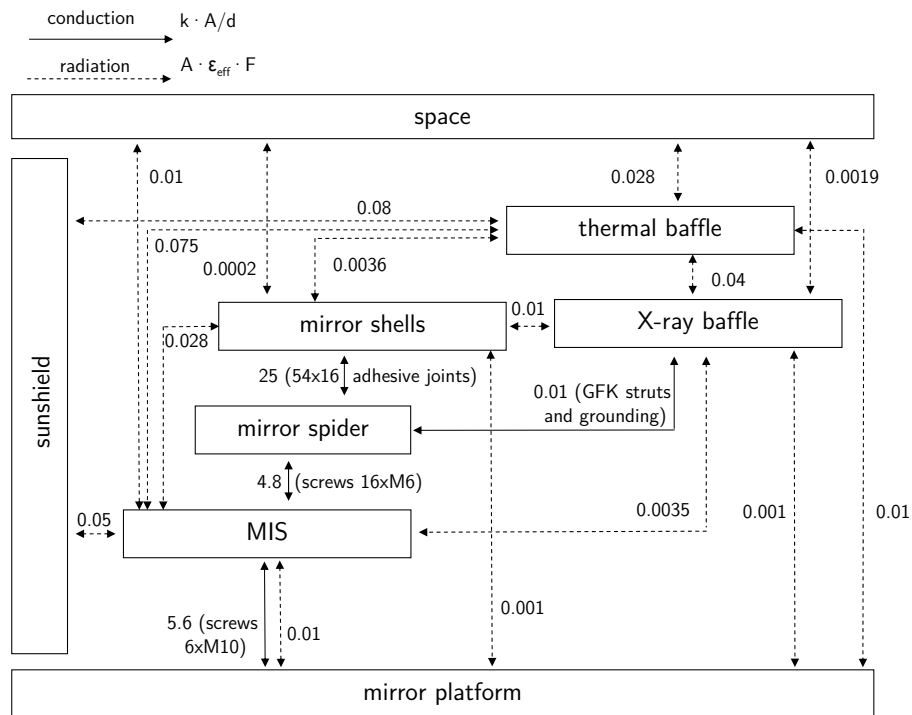 conduction k · A/d
radiation A · ε_eff · F
space
0.01
0.028
0.0019
0.08
0.075
thermal baffle
0.0002
0.0036
0.04
0.01
mirror shells
X-ray baffle
0.028
25 (54x16 adhesive joints)
0.01 (GFK struts
and grounding)
mirror spider
sunshield
4.8 (screws 16xM6)
0.05
MIS
0.0035
0.001
0.01
0.001
5.6 (screws
6xM10)
0.01
mirror platform